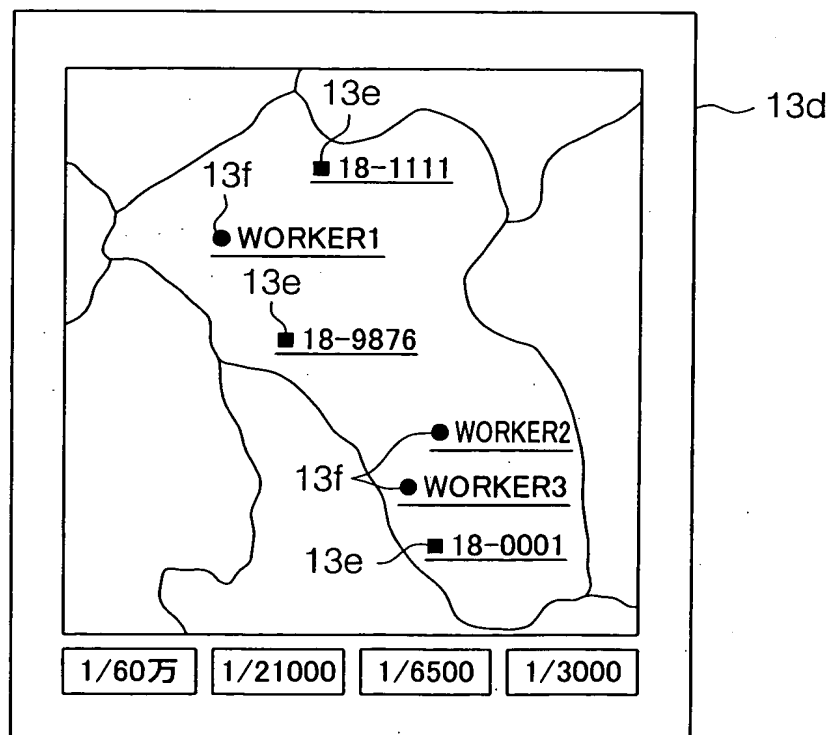 13e
13d
18-1111
13f
WORKER1
13e
18-9876
WORKER2
13f
WORKER3
18-0001
13e
1/60万 1/21000 1/6500 1/3000